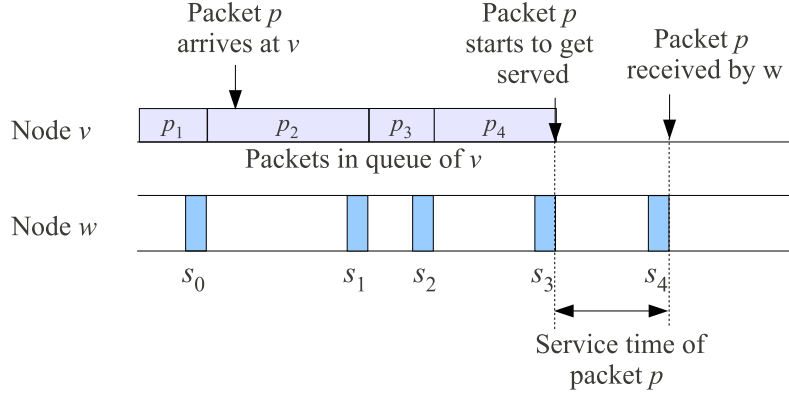 Packet p
arrives at v
Packet p
starts to get
served
Packet p
received by w
Node v
p1
p2
p3
p4
Packets in queue of v
Node w
s0
s1
s2
s3
s4
Service time of
packet p